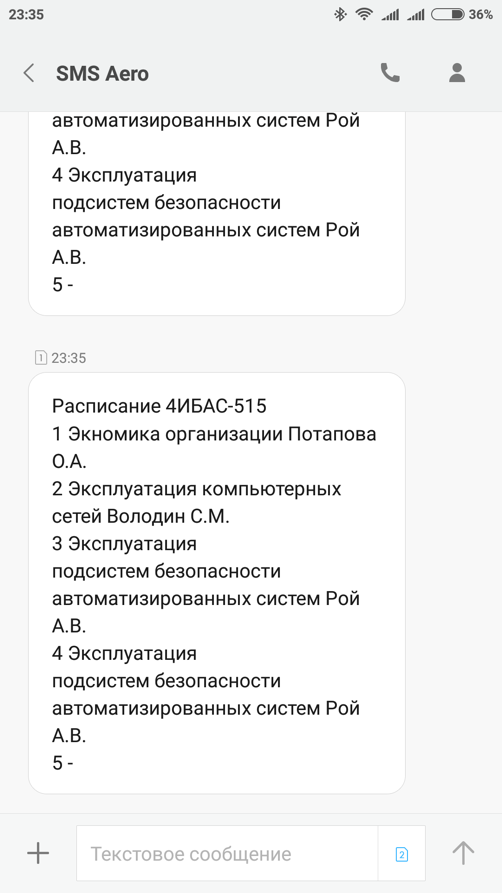 23:35
36%
SMS Aero
автоматизированных систем Рой
А.В.
4 Эксплуатация
подсистем безопасности
автоматизированных систем Рой
А.В.
5 -
1 23:35
Расписание 4ИБАС-515
1 Экномика организации Потапова
О.А.
2 Эксплуатация компьютерных
сетей Володин С.М.
3 Эксплуатация
подсистем безопасности
автоматизированных систем Рой
А.В.
4 Эксплуатация
подсистем безопасности
автоматизированных систем Рой
А.В.
5 -
Текстовое сообщение
2